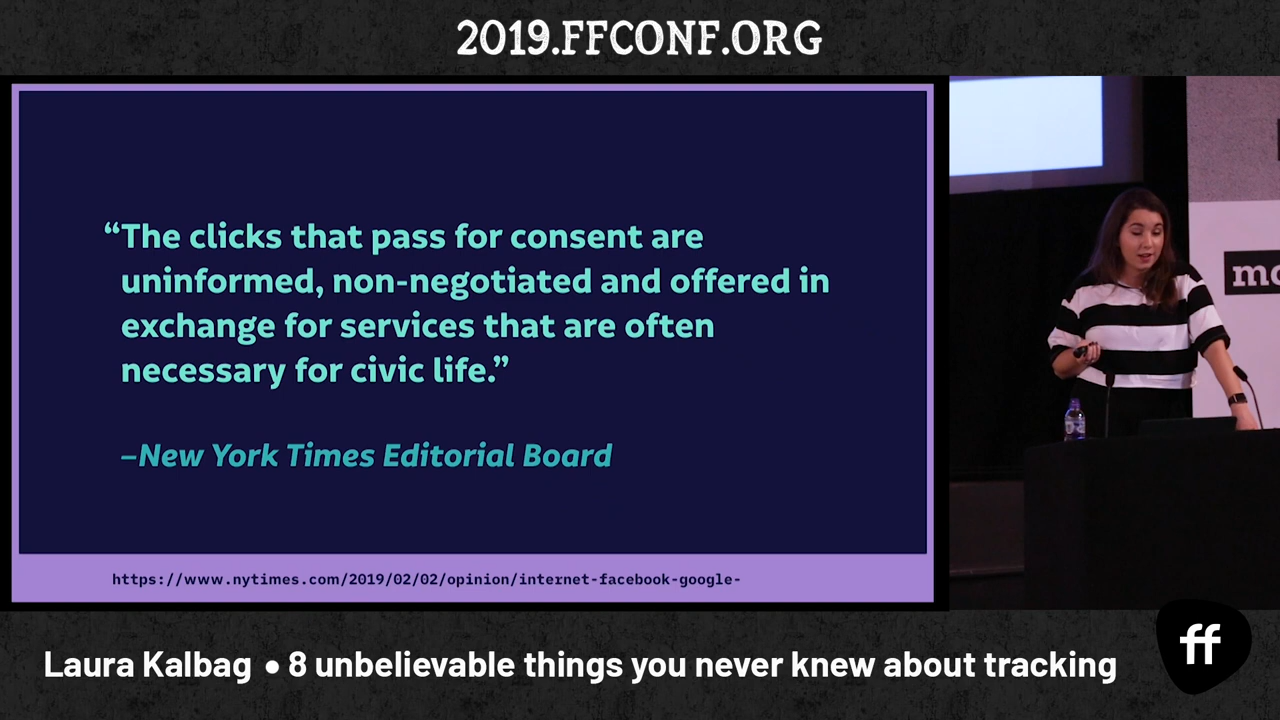 2019.FFCONF.ORG
“The clicks that pass for consent are
uninformed, non-negotiated and offered in
exchange for services that are often
necessary for civic life.”
–New York Times Editorial Board
https://www.nytimes.com/2019/02/02/opinion/internet-facebook-google-
Laura Kalbag • 8 unbelievable things you never knew about tracking
ff